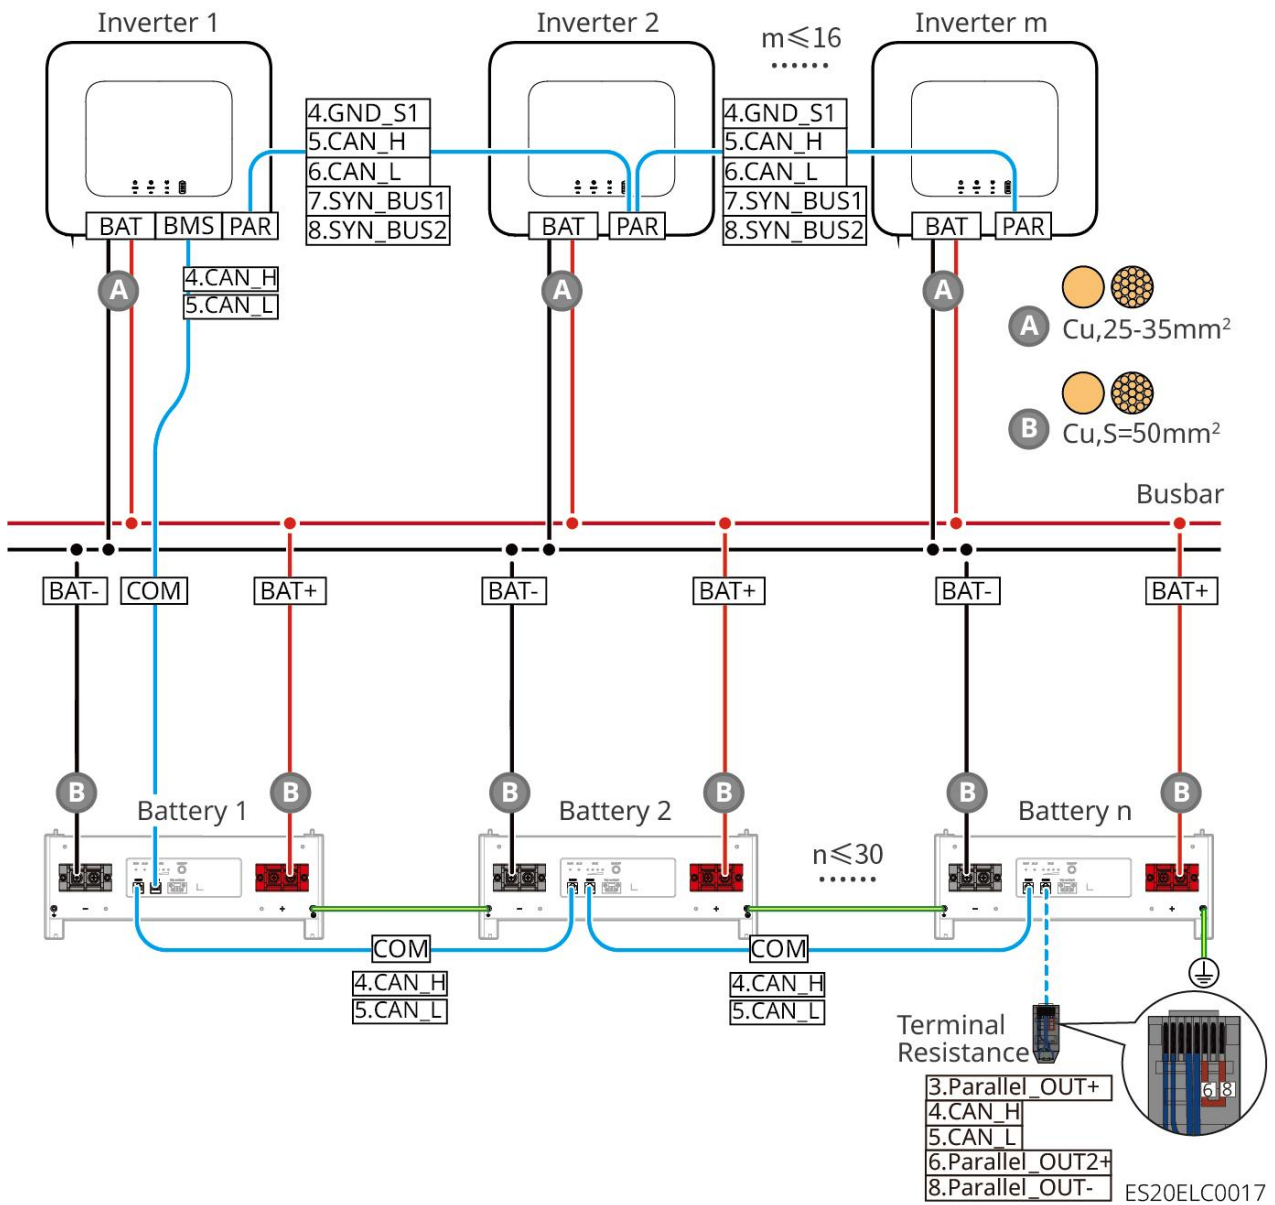 Inverter 1
Inverter 2
m≤16
......
Inverter m
4.GND_S1
5.CAN_H
6.CAN_L
7.SYN_BUS1
8.SYN_BUS2
4.GND_S1
5.CAN_H
6.CAN_L
7.SYN_BUS1
8.SYN_BUS2
BAT BMS PAR
BAT PAR
BAT PAR
4.CAN_H
5.CAN_L
A
A
A
A Cu,25-35mm²
B Cu,S=50mm²
Busbar
BAT- COM BAT+
BAT- BAT+
BAT- BAT+
B B
B B
B B
Battery 1
Battery 2
Battery n
n≤30
......
- +
- +
- +
COM
4.CAN_H
5.CAN_L
COM
4.CAN_H
5.CAN_L
Terminal
Resistance
6 8
3.Parallel_OUT+
4.CAN_H
5.CAN_L
6.Parallel_OUT2+
8.Parallel_OUT-
ES20ELC0017